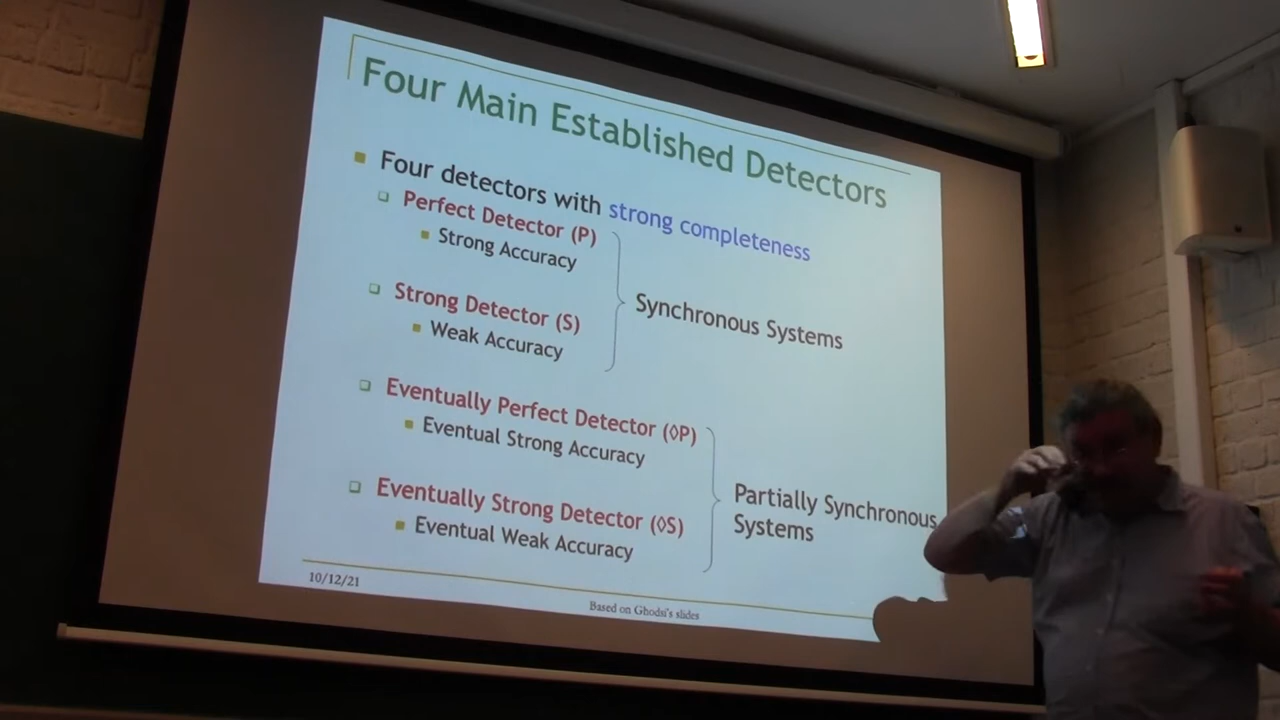 Four Main Established Detectors
Four detectors with strong completeness
Perfect Detector (P)
Strong Accuracy
Synchronous Systems
Strong Detector (S)
Weak Accuracy
Eventually Perfect Detector (◊P)
Eventual Strong Accuracy
Partially Synchronous
Systems
Eventually Strong Detector (◊S)
Eventual Weak Accuracy
10/12/21
Based on Ghodsi's slides